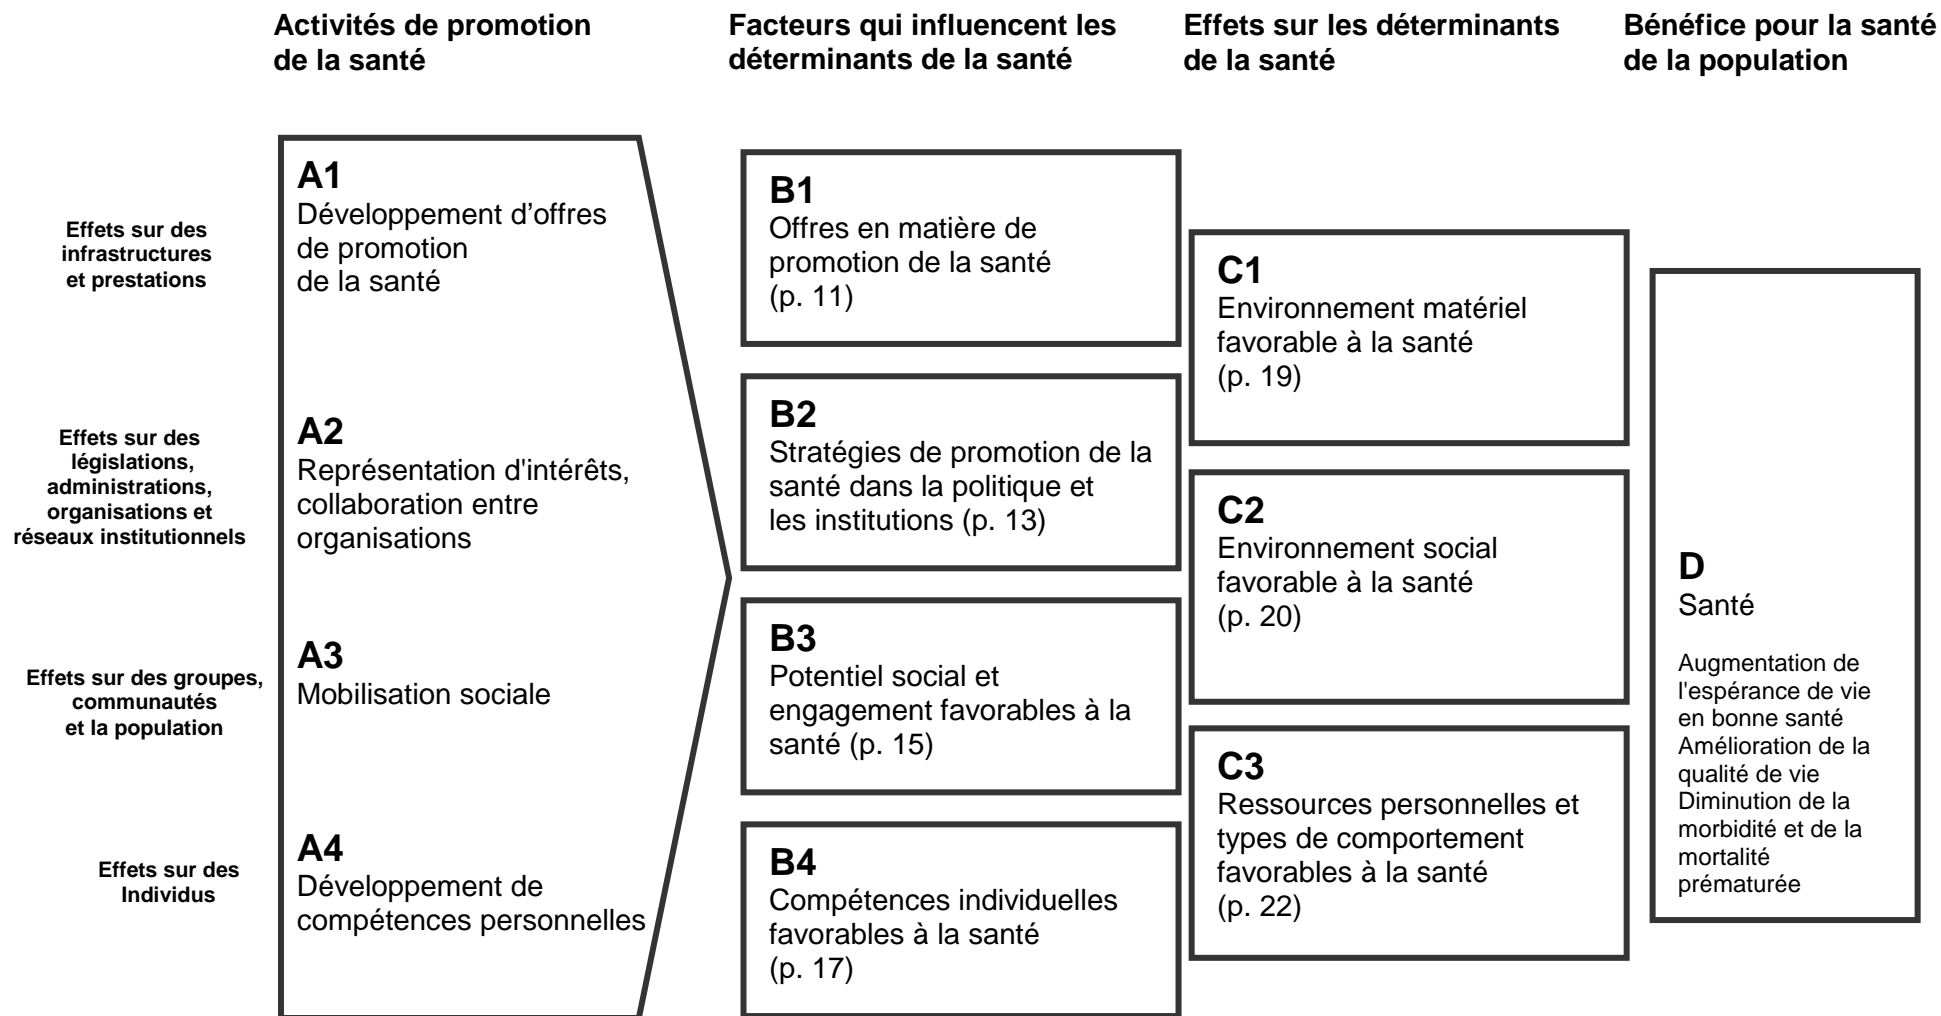 Activités de promotion
de la santé
Facteurs qui influencent les
déterminants de la santé
Effets sur les déterminants
de la santé
Bénéfice pour la santé
de la population
Effets sur des
infrastructures
et prestations
Effets sur des
législations,
administrations,
organisations et
réseaux institutionnels
Effets sur des groupes,
communautés
et la population
Effets sur des
Individus
A1
Développement d’offres
de promotion
de la santé
A2
Représentation d'intérêts,
collaboration entre
organisations
A3
Mobilisation sociale
A4
Développement de
compétences personnelles
B1
Offres en matière de
promotion de la santé
(p. 11)
B2
Stratégies de promotion de la
santé dans la politique et
les institutions (p. 13)
B3
Potentiel social et
engagement favorables à la
santé (p. 15)
B4
Compétences individuelles
favorables à la santé
(p. 17)
C1
Environnement matériel
favorable à la santé
(p. 19)
C2
Environnement social
favorable à la santé
(p. 20)
C3
Ressources personnelles et
types de comportement
favorables à la santé
(p. 22)
D
Santé
Augmentation de
l'espérance de vie
en bonne santé
Amélioration de la
qualité de vie
Diminution de la
morbidité et de la
mortalité
prématurée